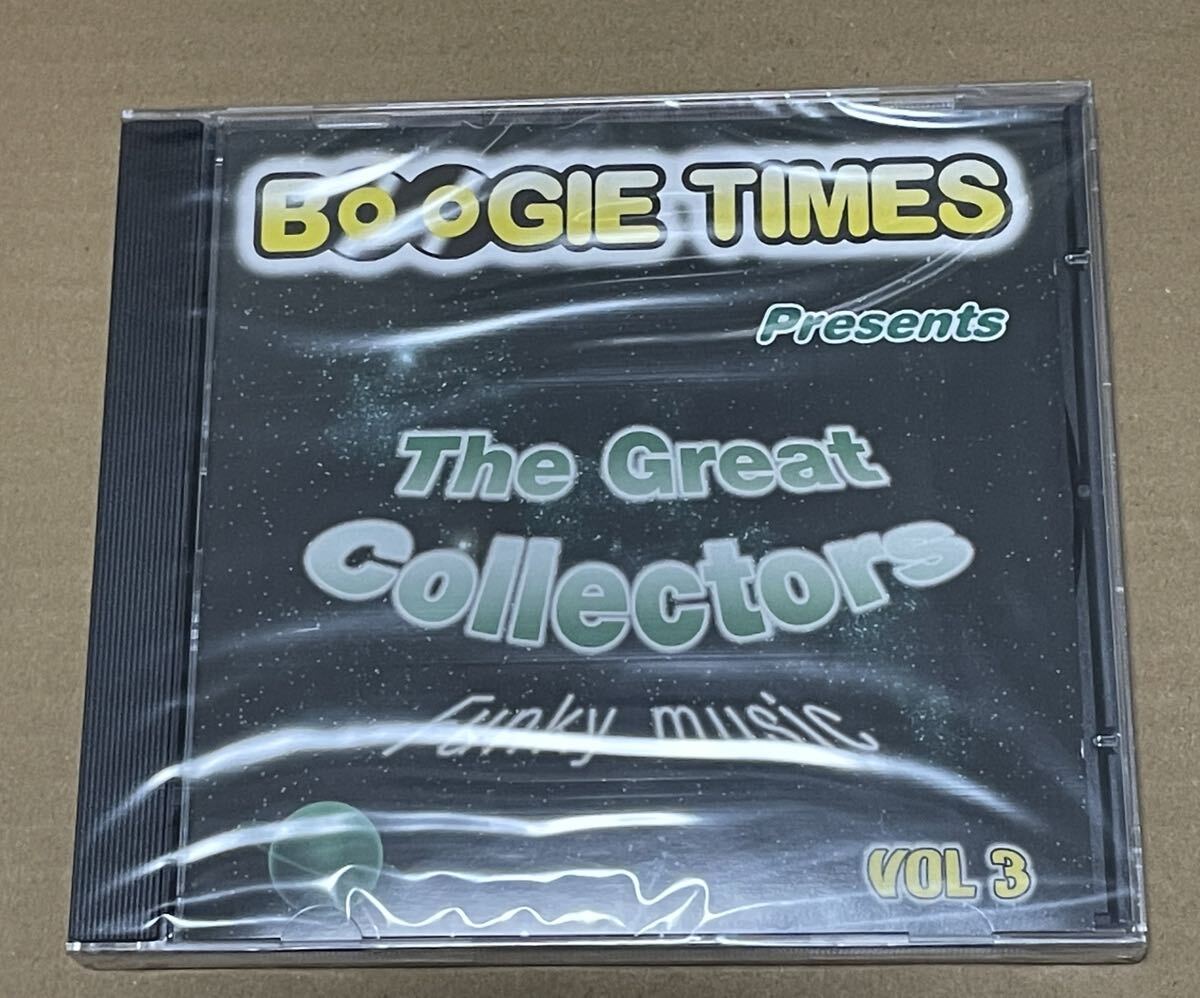 BOOGIE TIMES
Presents
The Great
Collectors
Funky music
VOL 3